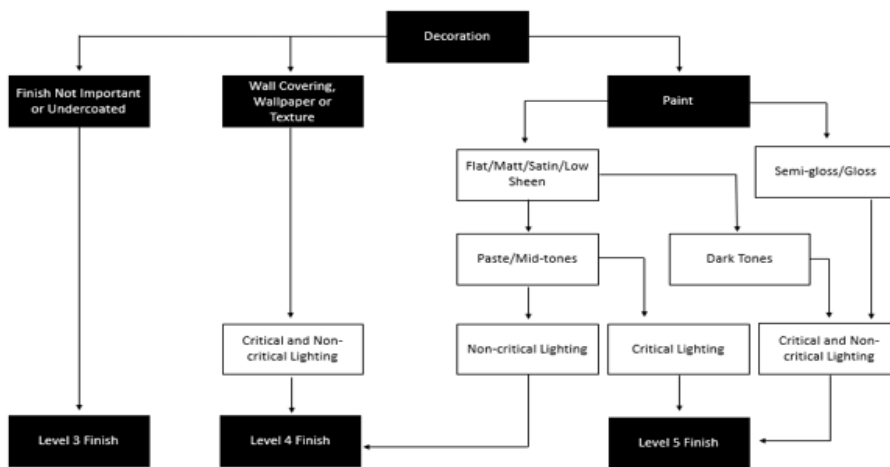 Decoration
Finish Not Important
or Undercoated
Wall Covering,
Wallpaper or
Texture
Paint
Flat/Matt/Satin/Low
Sheen
Semi-gloss/Gloss
Paste/Mid-tones
Dark Tones
Critical and Non-
critical Lighting
Non-critical Lighting
Critical Lighting
Critical and Non-
critical Lighting
Level 3 Finish
Level 4 Finish
Level 5 Finish